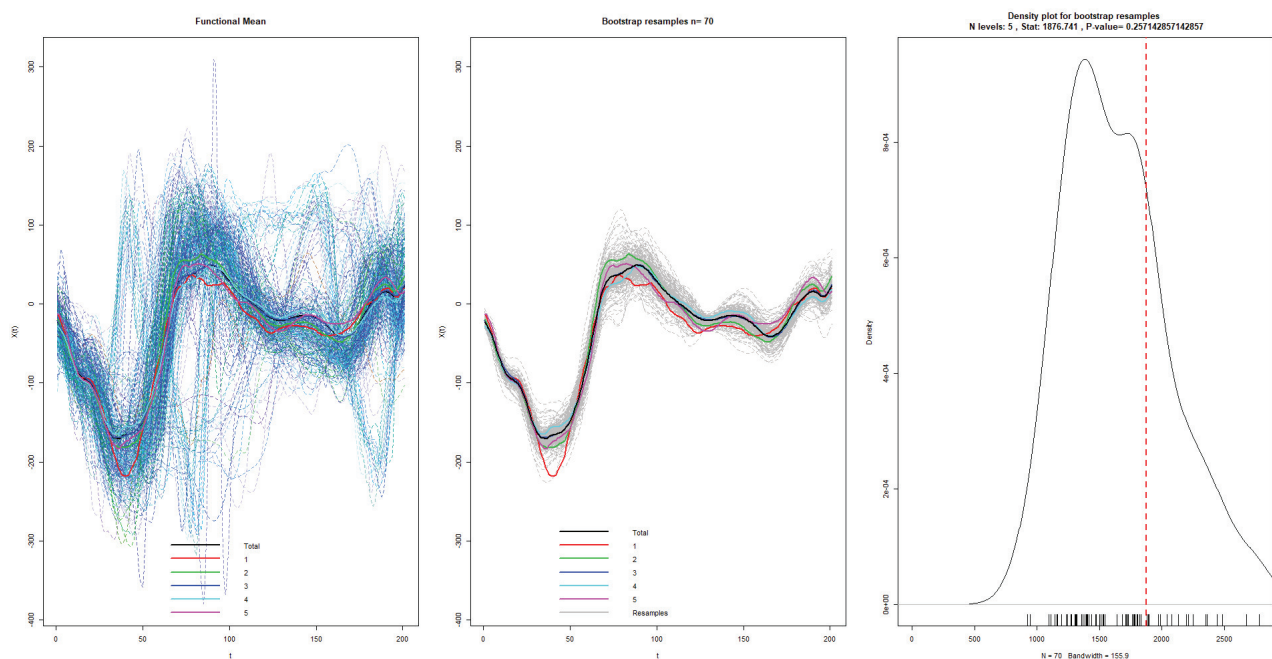 Functional Mean
X(t)
300
200
100
0
-100
-200
-300
-400
Total
1
2
3
4
5
0
50
100
150
200
t
Bootstrap resamples n= 70
X(t)
300
200
100
0
-100
-200
-300
-400
Total
1
2
3
4
5
Resamples
0
50
100
150
200
t
Density plot for bootstrap resamples
N levels: 5 , Stat: 1876.741 , P-value= 0.257142857142857
Density
8e-04
6e-04
4e-04
2e-04
0e+00
0
500
1000
1500
2000
2500
N = 70 Bandwidth = 155.9